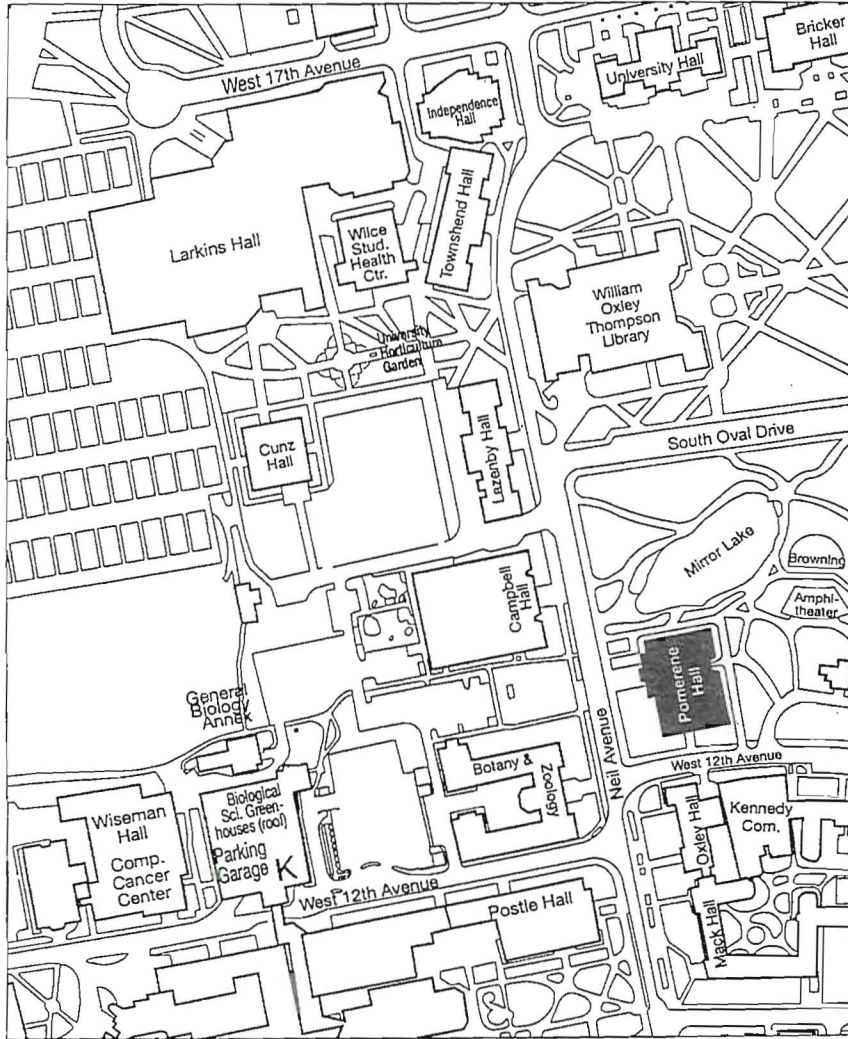 Bricker
Hall
University Hall
West 17th Avenue
Independence
Hall
Townshend Hall
Wilce
Stud.
Health
Ctr.
Larkins Hall
William
Oxley
Thompson
Library
University
Horticulture
Garden
South Oval Drive
Cunz
Hall
Lazenby Hall
Mirror Lake
Browning
Amphi-
theater
Campbell
Hall
Pomerene
Hall
General
Biology
Annex
Neil Avenue
West 12th Avenue
Botany &
Zoology
Biological
Sci. Green-
houses (roof)
Parking
Garage K
Wiseman
Hall
Comp.
Cancer
Center
Oxley Hall
Kennedy
Com.
West 12th Avenue
Postle Hall
Mack Hall